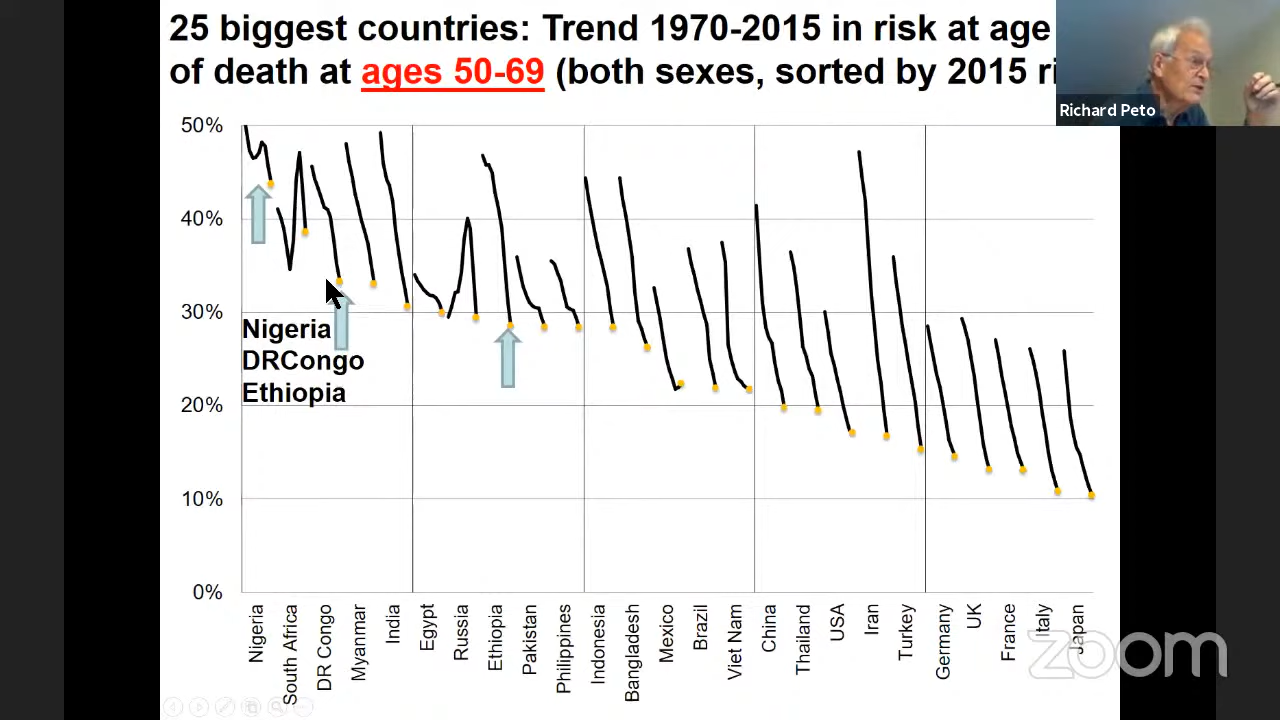 25 biggest countries: Trend 1970-2015 in risk at age
of death at ages 50-69 (both sexes, sorted by 2015 ri
Richard Peto
50%
40%
30%
20%
10%
0%
Nigeria
DRCongo
Ethiopia
Nigeria
South Africa
DR Congo
Myanmar
India
Egypt
Russia
Ethiopia
Pakistan
Philippines
Indonesia
Bangladesh
Mexico
Brazil
Viet Nam
China
Thailand
USA
Iran
Turkey
Germany
UK
France
Italy
Japan
zoom